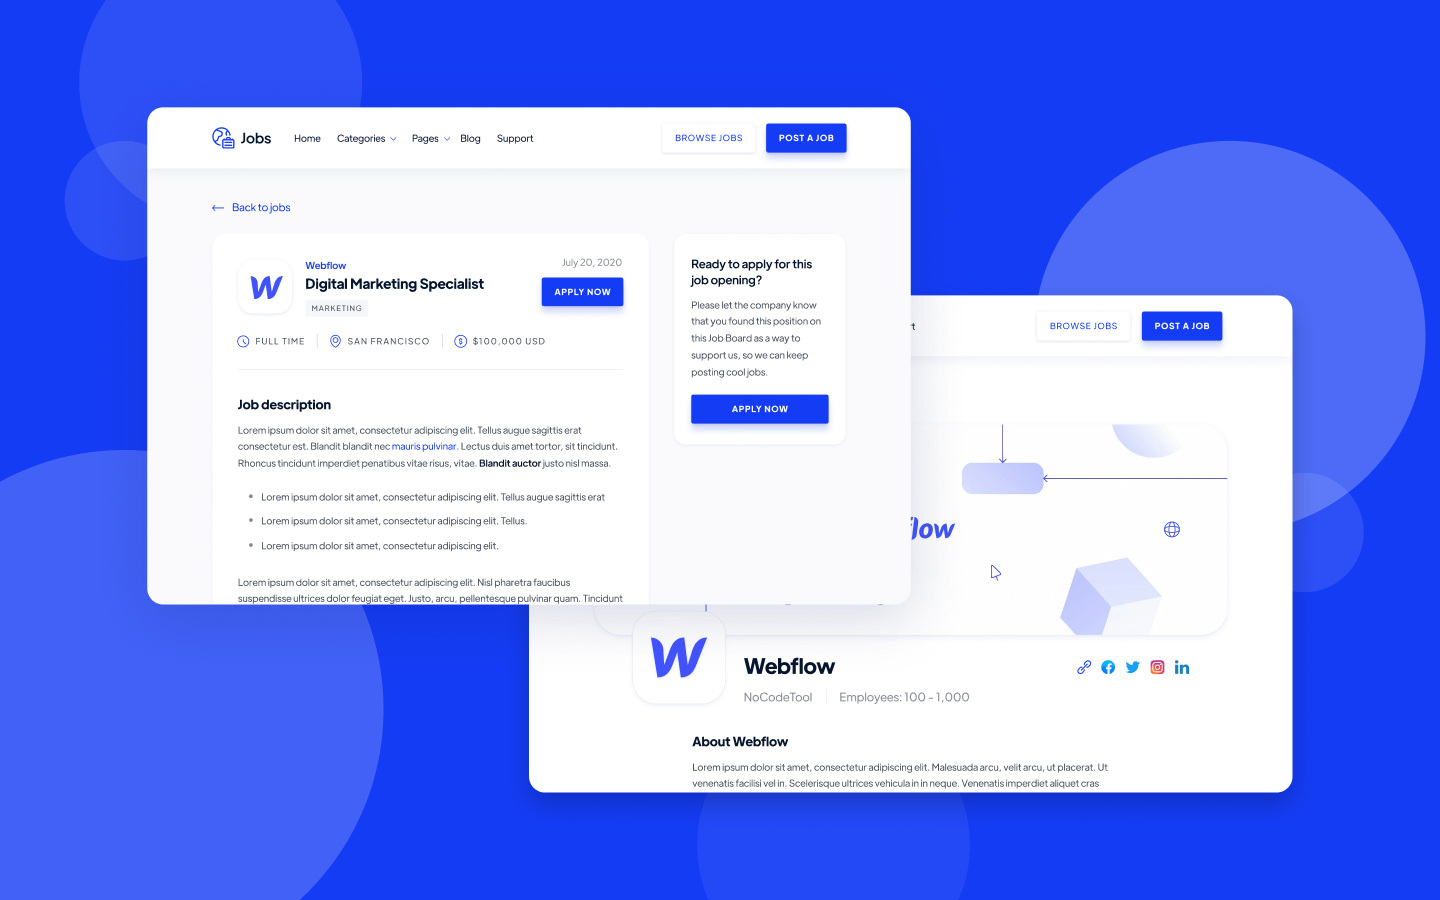 Jobs
Home
Categories
Pages
Blog
Support
BROWSE JOBS
POST A JOB
Back to jobs
Webflow
Digital Marketing Specialist
MARKETING
July 20, 2020
APPLY NOW
FULL TIME
SAN FRANCISCO
$100,000 USD
Job description
Lorem ipsum dolor sit amet, consectetur adipiscing elit. Tellus augue sagittis erat
consectetur est. Blandit blandit nec mauris pulvinar. Lectus duis amet tortor, sit tincidunt.
Rhoncus tincidunt imperdiet penatibus vitae risus, vitae. Blandit auctor justo nisl massa.
Lorem ipsum dolor sit amet, consectetur adipiscing elit. Tellus augue sagittis erat
Lorem ipsum dolor sit amet, consectetur adipiscing elit. Tellus.
Lorem ipsum dolor sit amet, consectetur adipiscing elit.
Lorem ipsum dolor sit amet, consectetur adipiscing elit. Nisl pharetra faucibus
suspendisse ultrices dolor feugiat eget. Justo, arcu, pellentesque pulvinar quam. Tincidunt
Ready to apply for this
job opening?
Please let the company know
that you found this position on
this Job Board as a way to
support us, so we can keep
posting cool jobs.
APPLY NOW
rt
BROWSE JOBS
POST A JOB
flow
Webflow
NoCodeTool
Employees: 100 - 1,000
About Webflow
Lorem ipsum dolor sit amet, consectetur adipiscing elit. Malesuada arcu, velit arcu, ut placerat. Ut
venenatis facilisi vel in. Scelerisque ultrices vehicula in in neque. Venenatis imperdiet aliquet cras